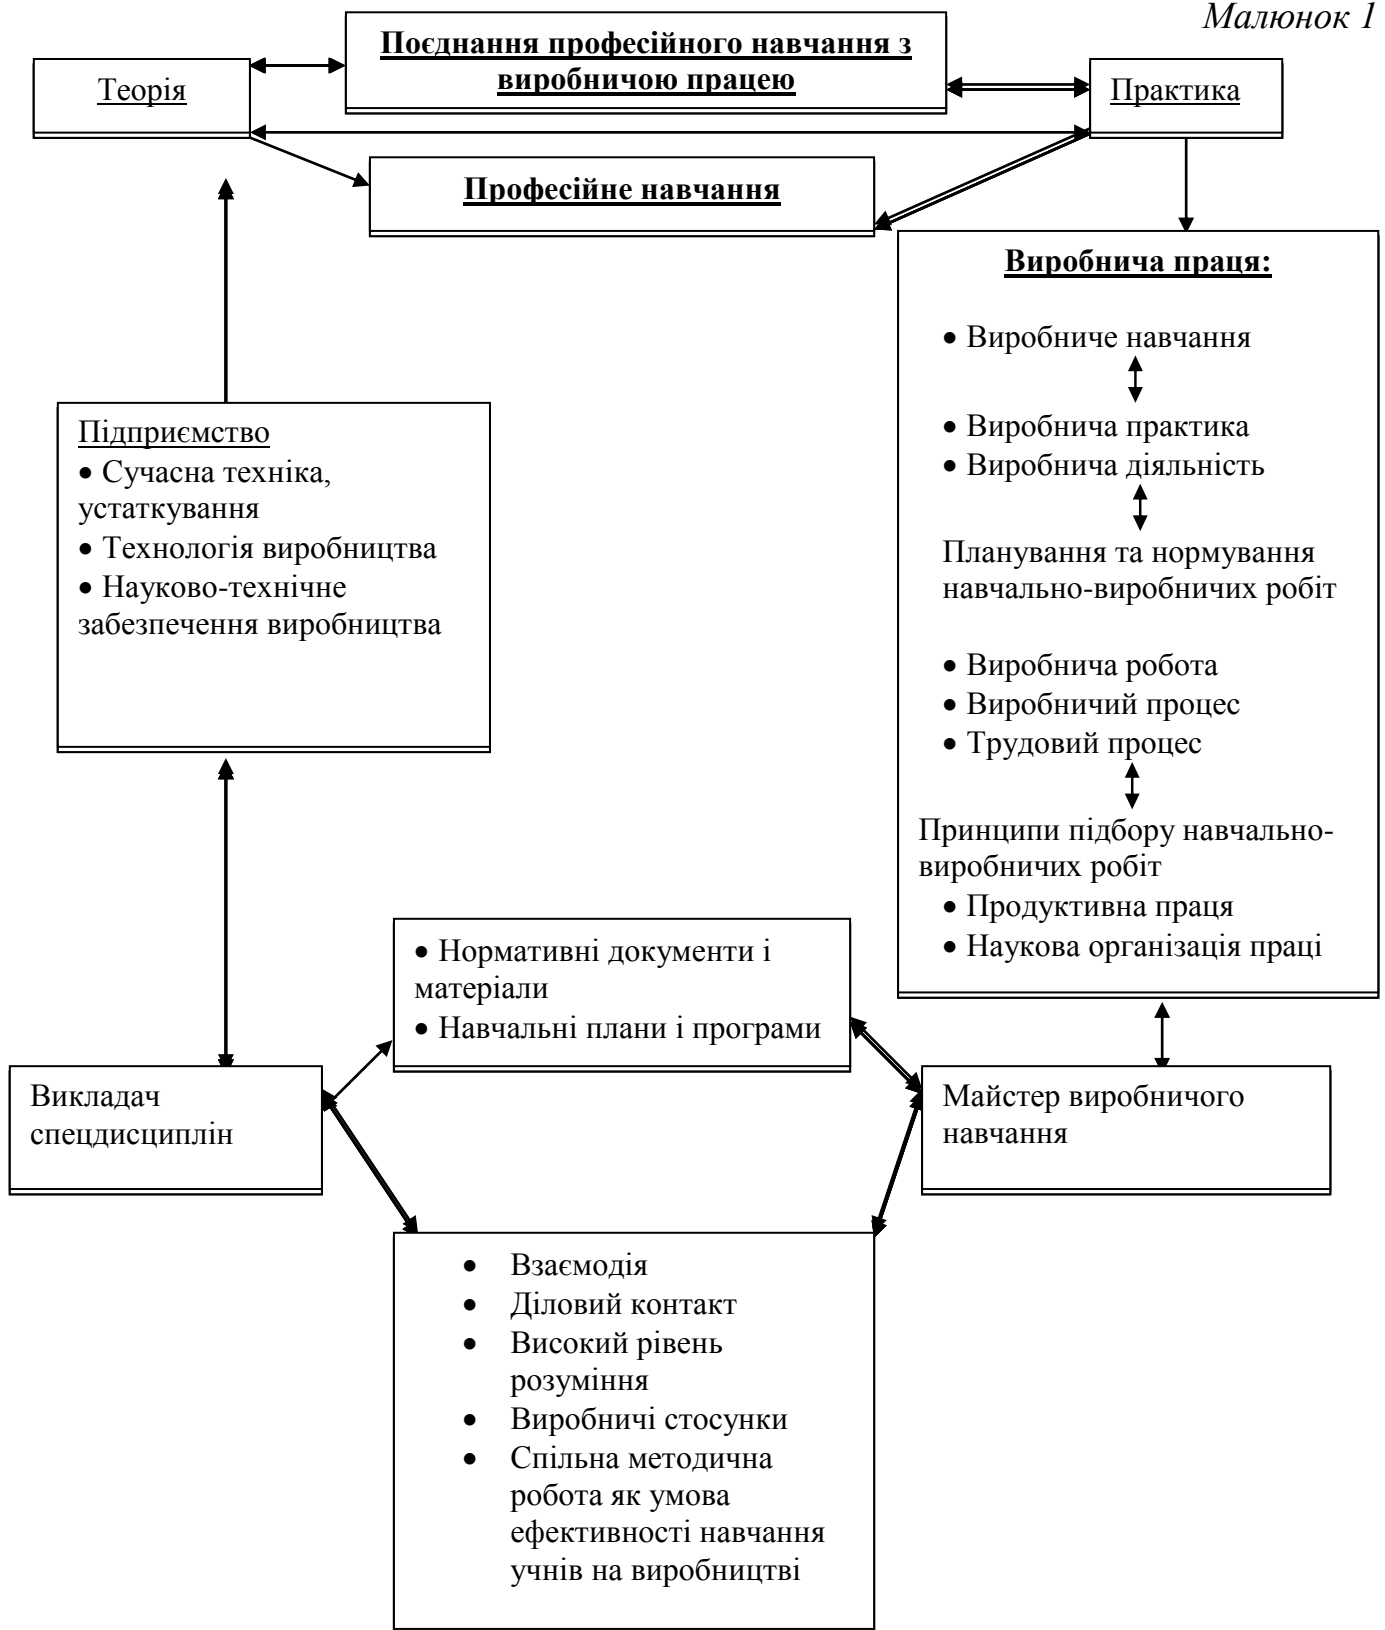 Малюнок 1
Поєднання професійного навчання з
виробничою працею
Теорія
Практика
Професійне навчання
Виробнича праця:
• Виробниче навчання
• Виробнича практика
• Виробнича діяльність
Планування та нормування
навчально-виробничих робіт
• Виробнича робота
• Виробничий процес
• Трудовий процес
Принципи підбору навчально-
виробничих робіт
• Продуктивна праця
• Наукова організація праці
Підприємство
• Сучасна техніка,
устаткування
• Технологія виробництва
• Науково-технічне
забезпечення виробництва
• Нормативні документи і
матеріали
• Навчальні плани і програми
Викладач
спецдисциплін
Майстер виробничого
навчання
• Взаємодія
• Діловий контакт
• Високий рівень
розуміння
• Виробничі стосунки
• Спільна методична
робота як умова
ефективності навчання
учнів на виробництві